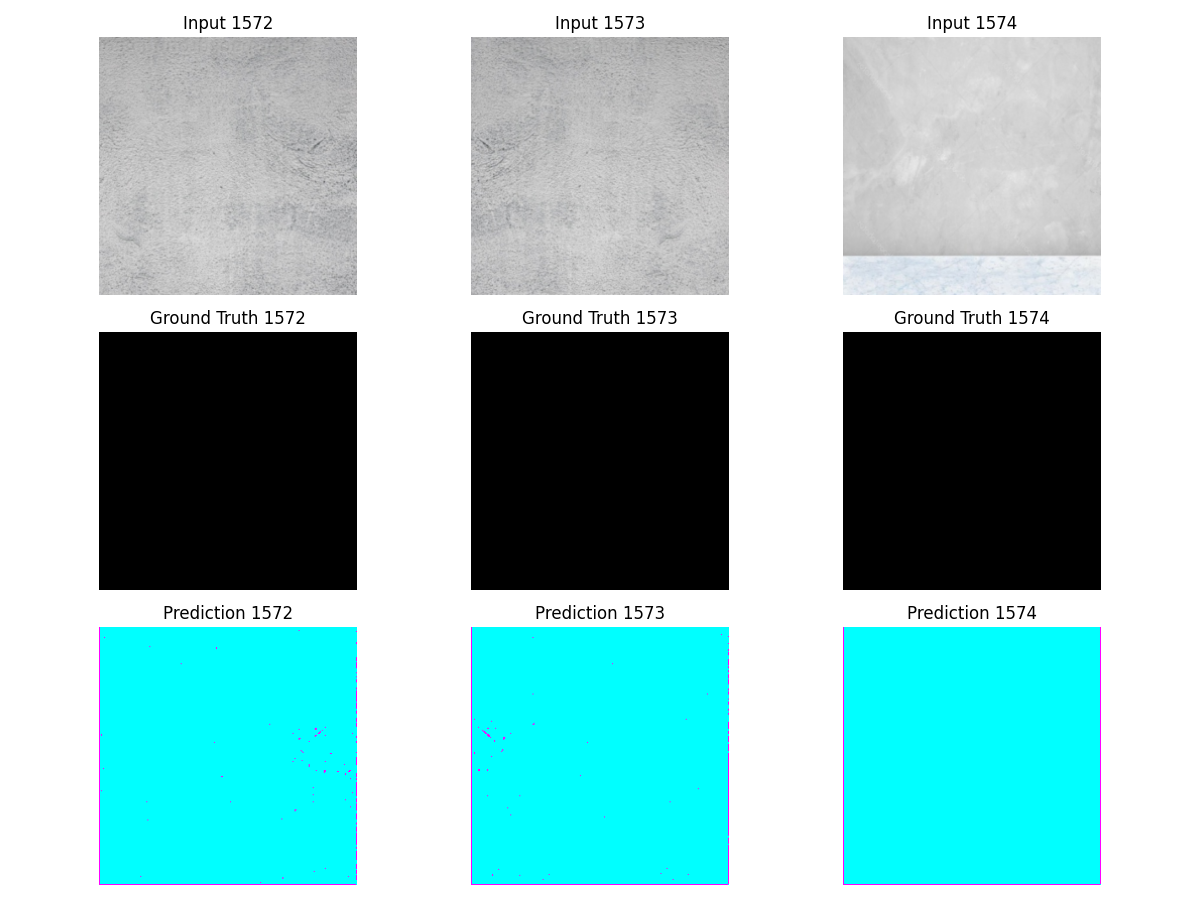 Input 1572
Input 1573
Input 1574
Ground Truth 1572
Ground Truth 1573
Ground Truth 1574
Prediction 1572
Prediction 1573
Prediction 1574